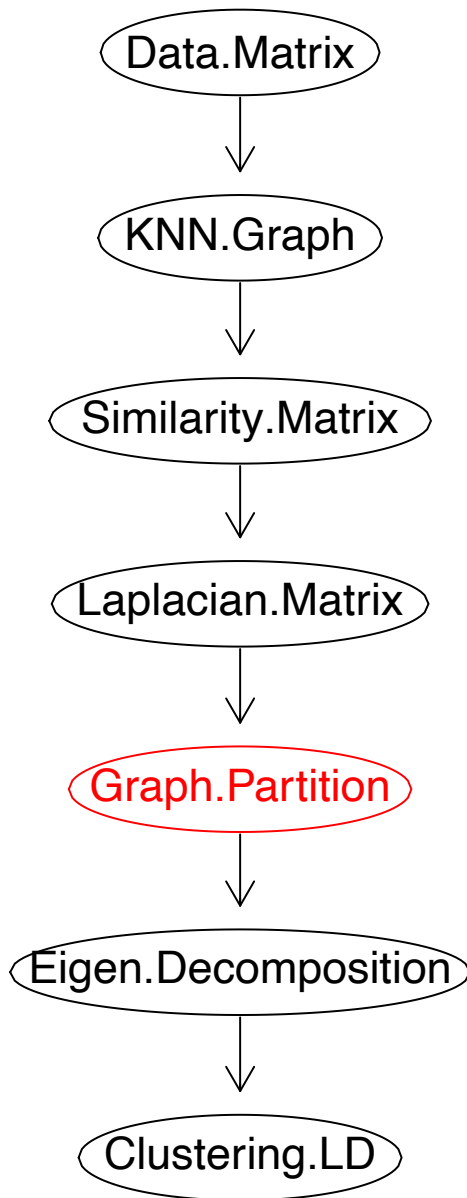 Data.Matrix
KNN.Graph
Similarity.Matrix
Laplacian.Matrix
Graph.Partition
Eigen.Decomposition
Clustering.LD